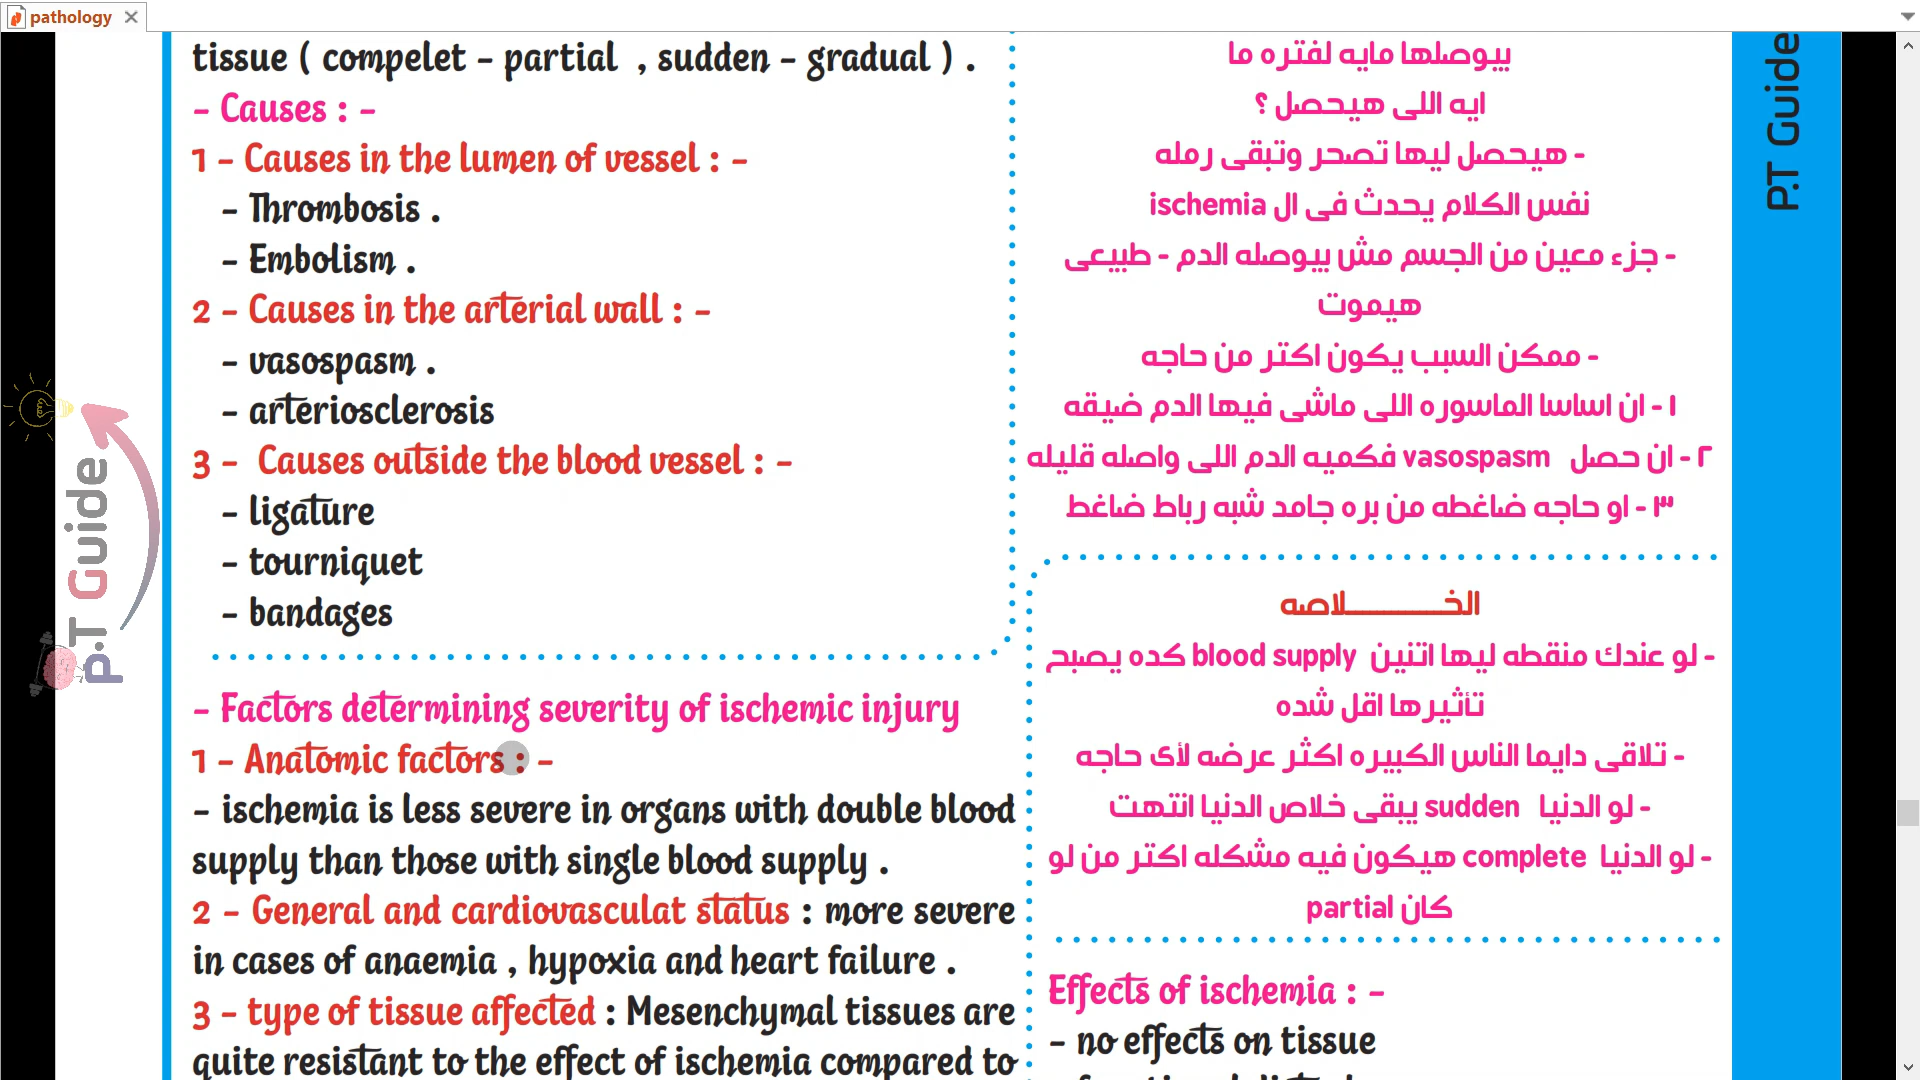 pathology
tissue ( compelet - partial , sudden - gradual ) .
- Causes : -
1 - Causes in the lumen of vessel : -
- Thrombosis .
- Embolism .
2 - Causes in the arterial wall : -
- vasospasm .
- arteriosclerosis
3 - Causes outside the blood vessel : -
- ligature
- tourniquet
- bandages
- Factors determining severity of ischemic injury
1 - Anatomic factors : -
- ischemia is less severe in organs with double blood
supply than those with single blood supply .
2 - General and cardiovasculat status : more severe
in cases of anaemia , hypoxia and heart failure .
3 - type of tissue affected : Mesenchymal tissues are
quite resistant to the effect of ischemia compared to
بيوصلها مايه لفتره ما
ايه اللى هيحصل ؟
- هيحصل ليها تصحر وتبقى رمله
نفس الكلام يحدث فى ال ischemia
- جزء معين من الجسم مش بيوصله الدم - طبيعى
هيموت
- ممكن السبب يكون اكتر من حاجه
١ - ان اساسا الماسوره اللى ماشى فيها الدم ضيقه
٢ - ان حصل vasospasm فكميه الدم اللى واصله قليله
٣ - او حاجه ضاغطه من بره جامد شبه رباط ضاغط
الخـــــــــلاصه
- لو عندك منقطه ليها اتنين blood supply كده يصبح
تأثيرها اقل شده
- تلاقى دايما الناس الكبيره اكثر عرضه لأى حاجه
- لو الدنيا sudden يبقى خلاص الدنيا انتهت
- لو الدنيا complete هيكون فيه مشكله اكتر من لو
كان partial
Effects of ischemia : -
- no effects on tissue
P.T Guide
P.T Guide